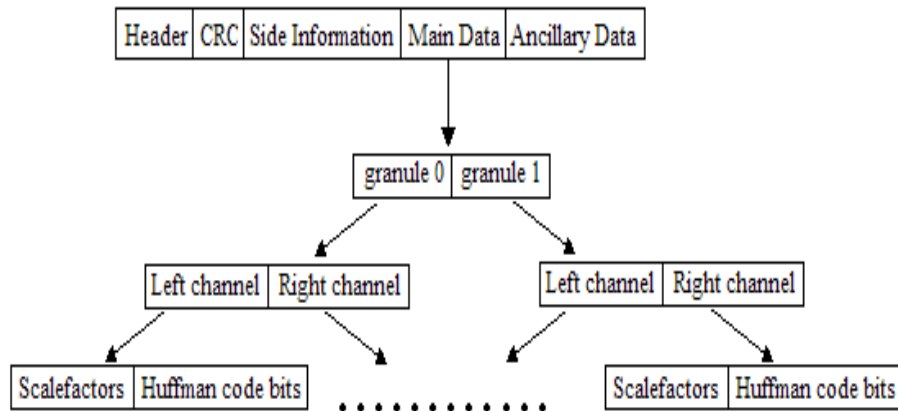 Header CRC Side Information Main Data Ancillary Data
granule 0 granule 1
Left channel Right channel Left channel Right channel
Scalefactors Huffman code bits Scalefactors Huffman code bits